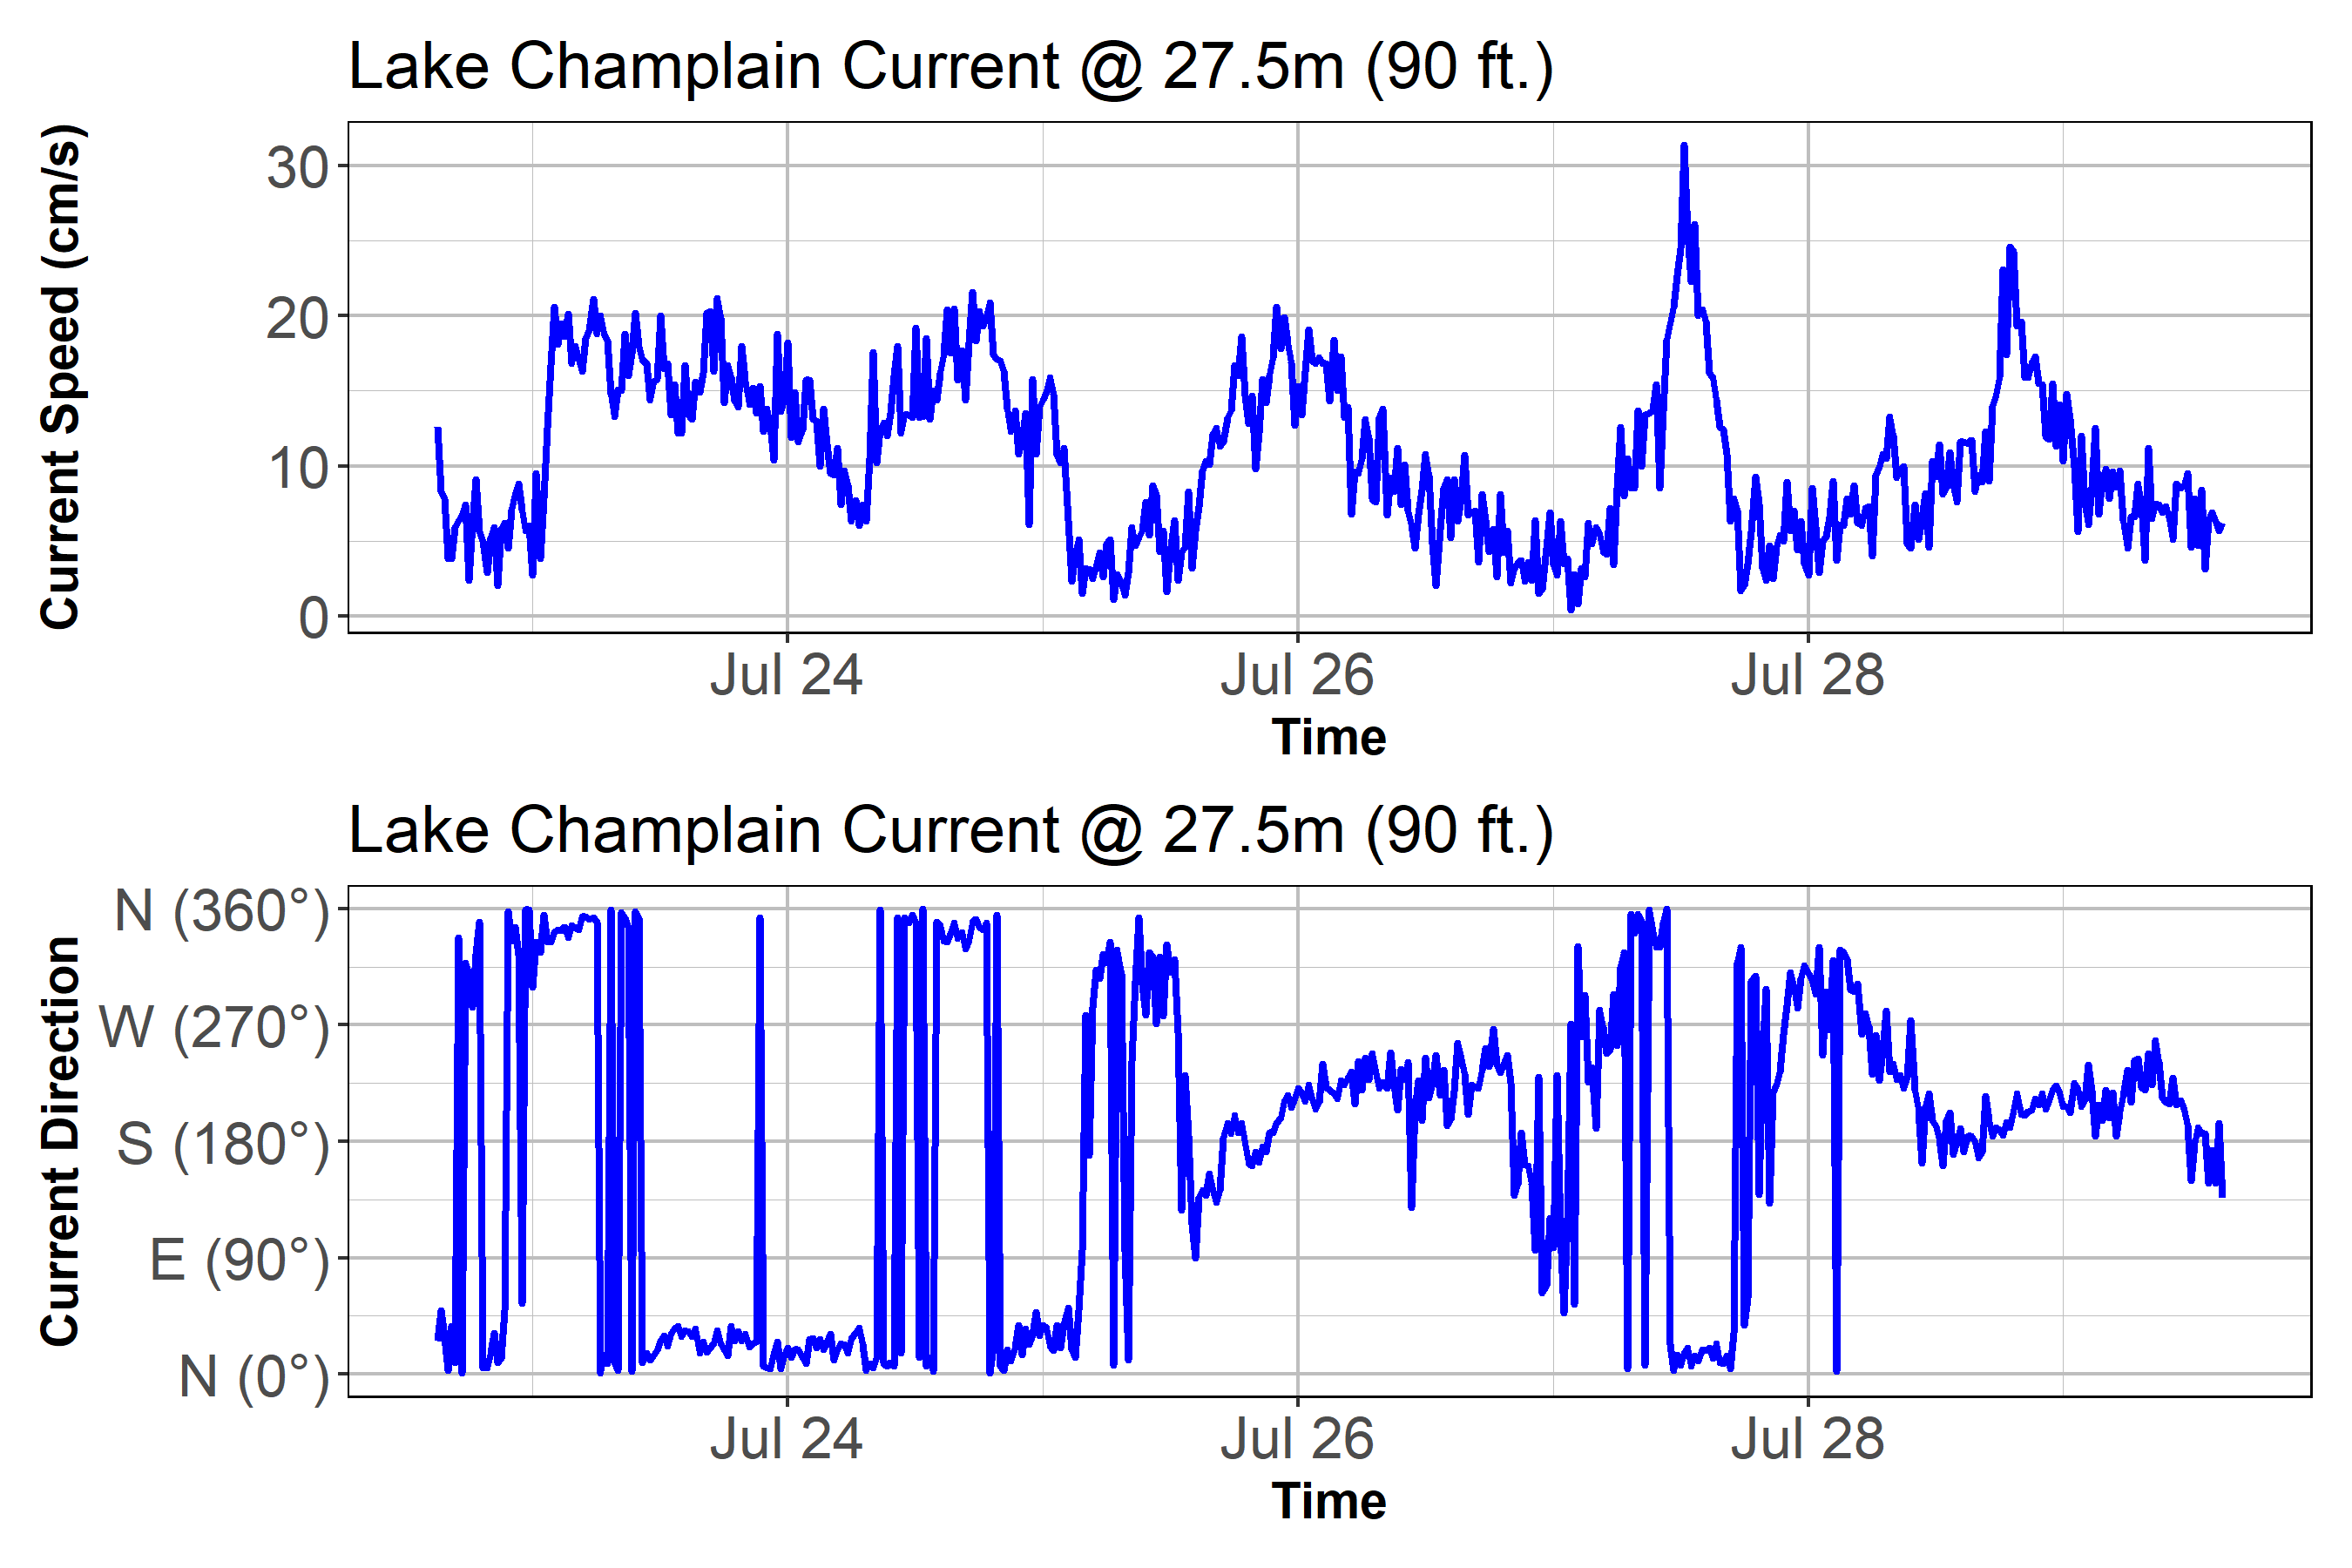 Lake Champlain Current @ 27.5m (90 ft.)
Current Speed (cm/s)
30
20
10
0
Jul 24 Jul 26 Jul 28
Time
Lake Champlain Current @ 27.5m (90 ft.)
Current Direction
N (360°)
W (270°)
S (180°)
E (90°)
N (0°)
Jul 24 Jul 26 Jul 28
Time